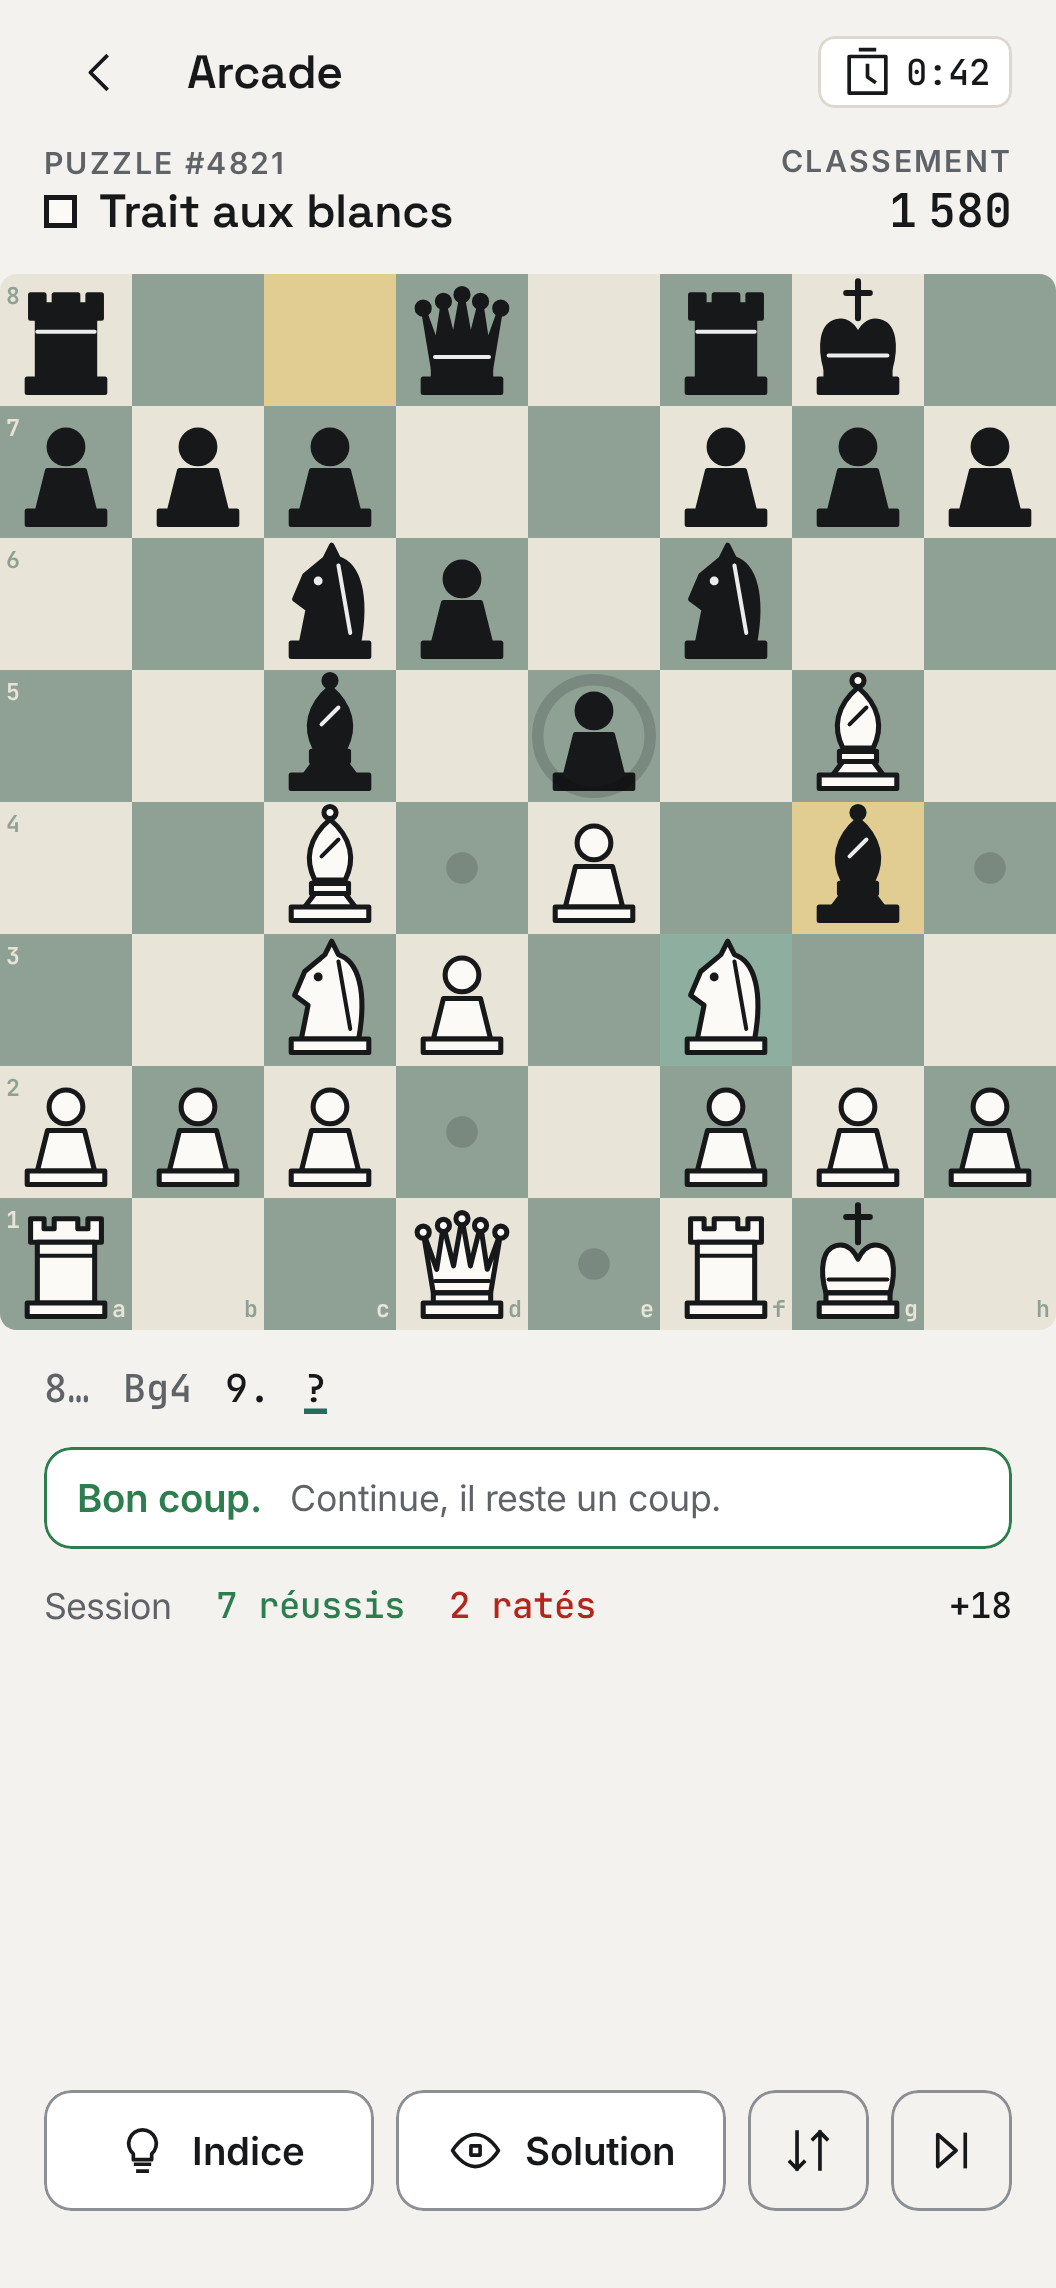 Arcade
0:42
PUZZLE #4821
CLASSEMENT
Trait aux blancs
1 580
8
7
6
5
4
3
2
1
a b c d e f g h
8… Bg4 9. ?
Bon coup. Continue, il reste un coup.
Session 7 réussis 2 ratés +18
Indice
Solution